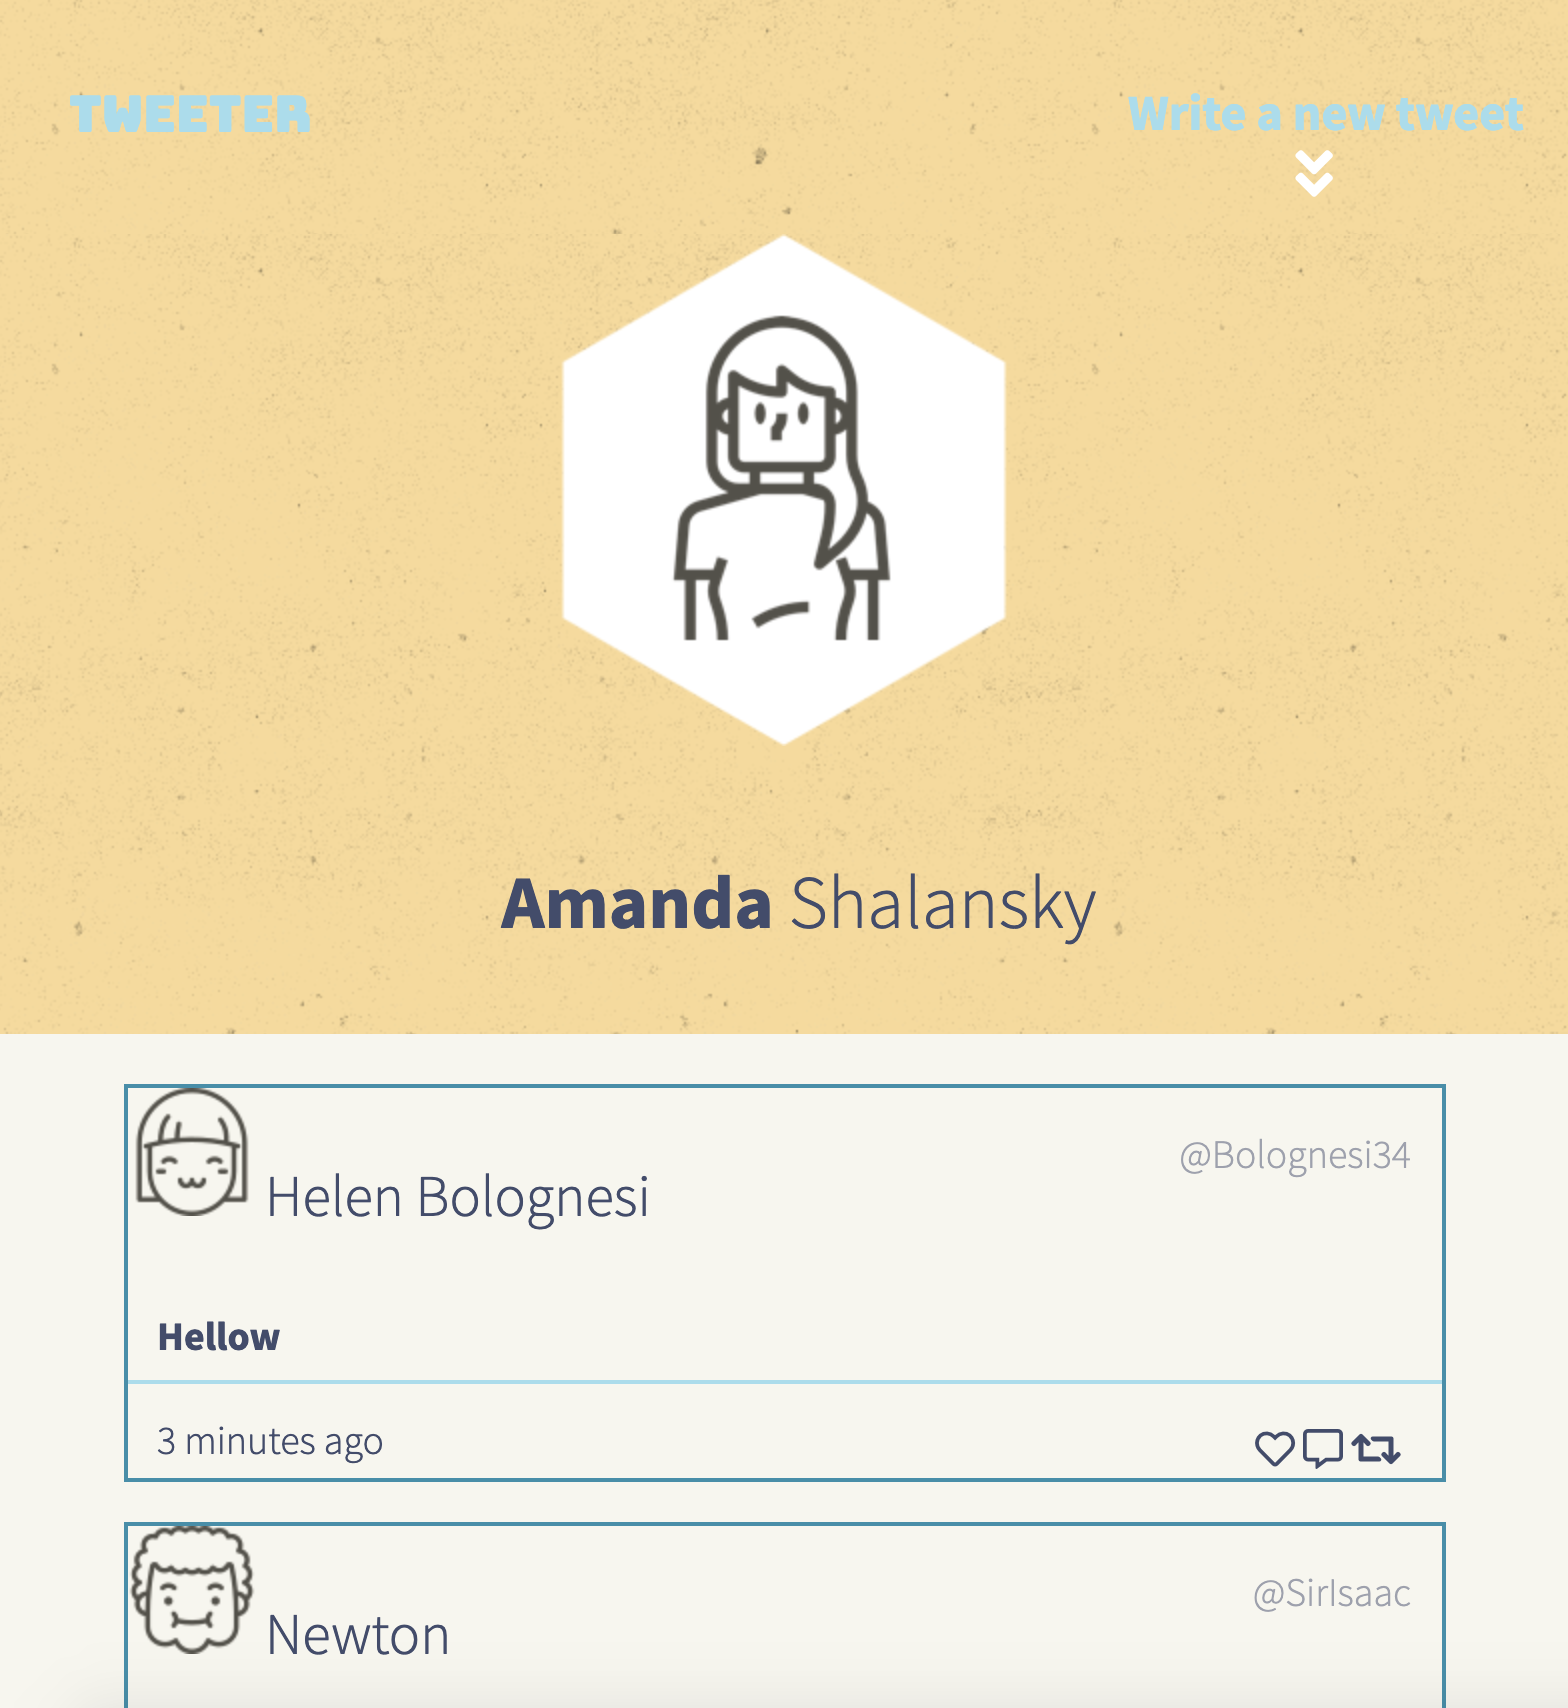 TWEETER
Write a new tweet
Amanda Shalansky
@Bolognesi34
Helen Bolognesi
Hellow
3 minutes ago
@SirIsaac
Newton